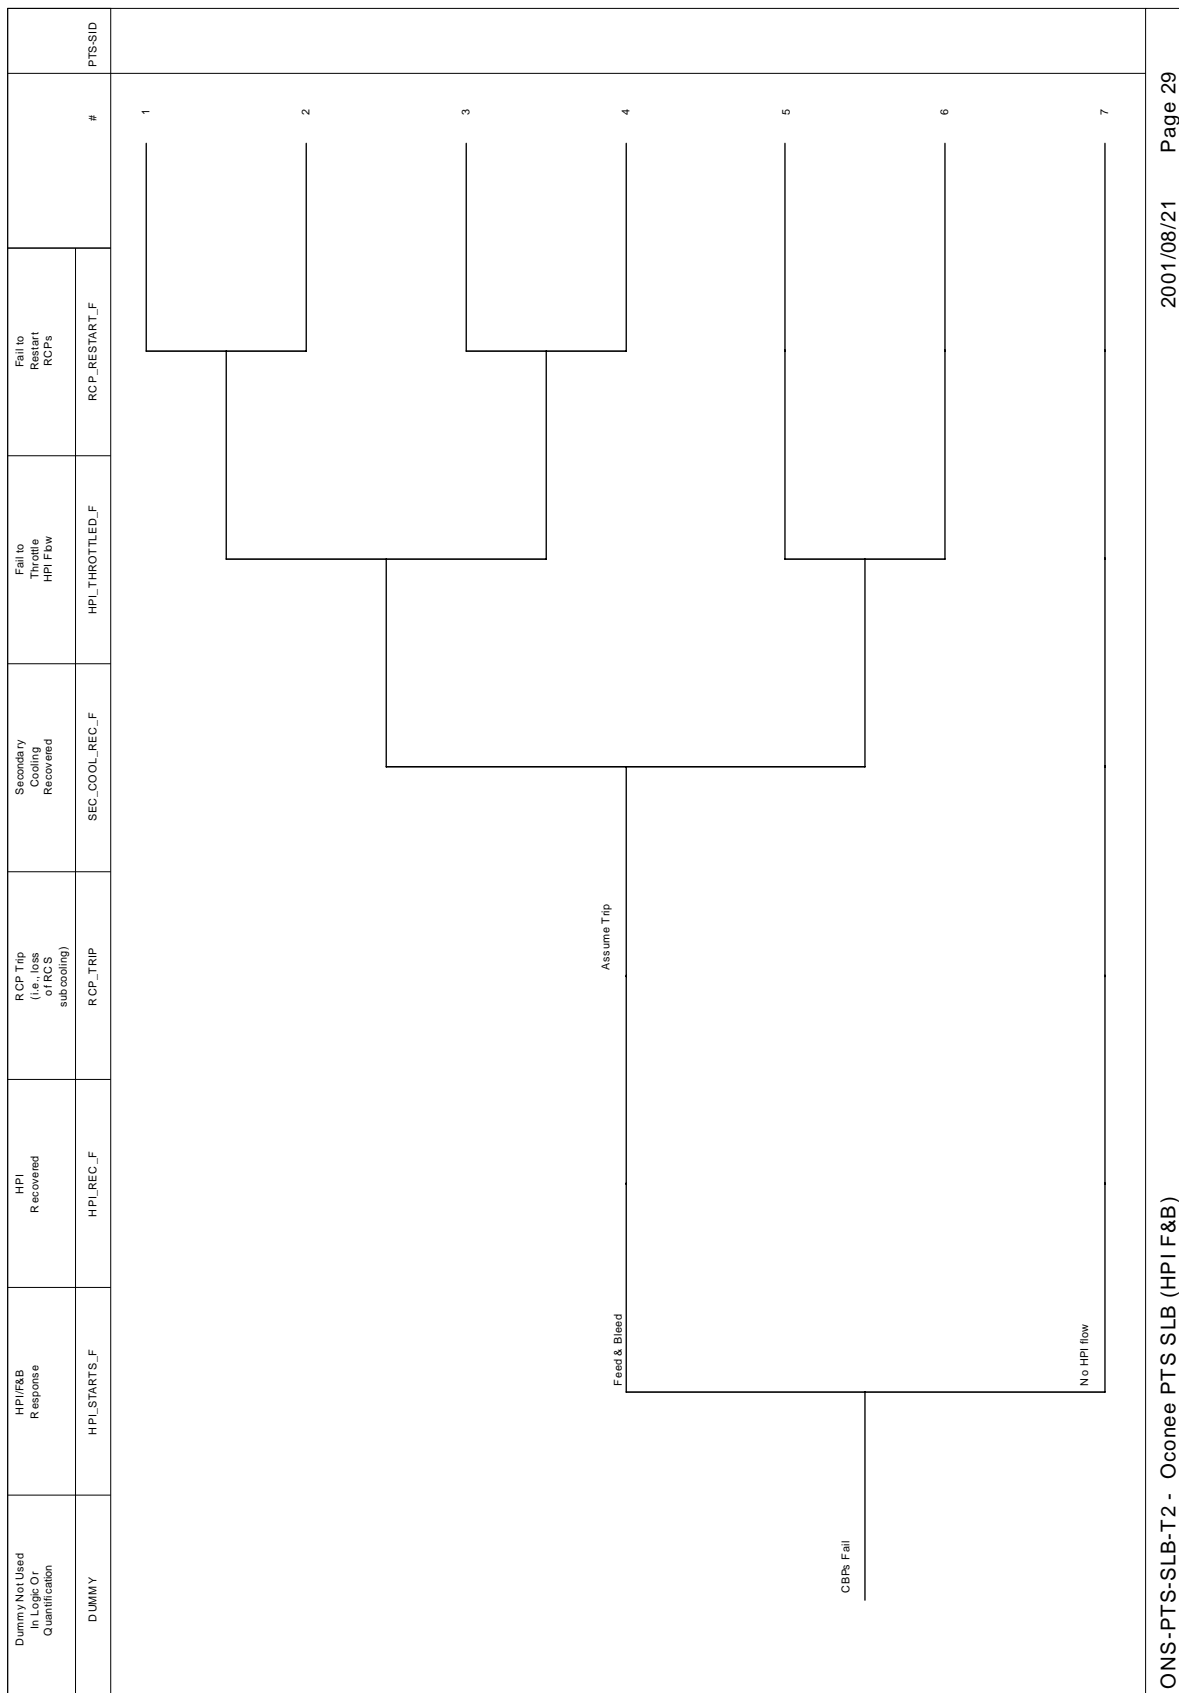 Dummy Not Used
In Logic Or
Quantification
HPI/F&B
Response
HPI
Recovered
RCP Trip
(i.e., loss
of RCS
subcooling)
Secondary
Cooling
Recovered
Fail to
Throttle
HPI Flow
Fail to
Restart
RCPs
DUMMY
HPI_STARTS_F
HPI_REC_F
RCP_TRIP
SEC_COOL_REC_F
HPI_THROTTLED_F
RCP_RESTART_F
#
PTS-SID
1
2
3
Assume Trip
Feed & Bleed
4
5
CBPs Fail
6
No HPI flow
7
ONS-PTS-SLB-T2 - Oconee PTS SLB (HPI F&B) 2001/08/21 Page 29